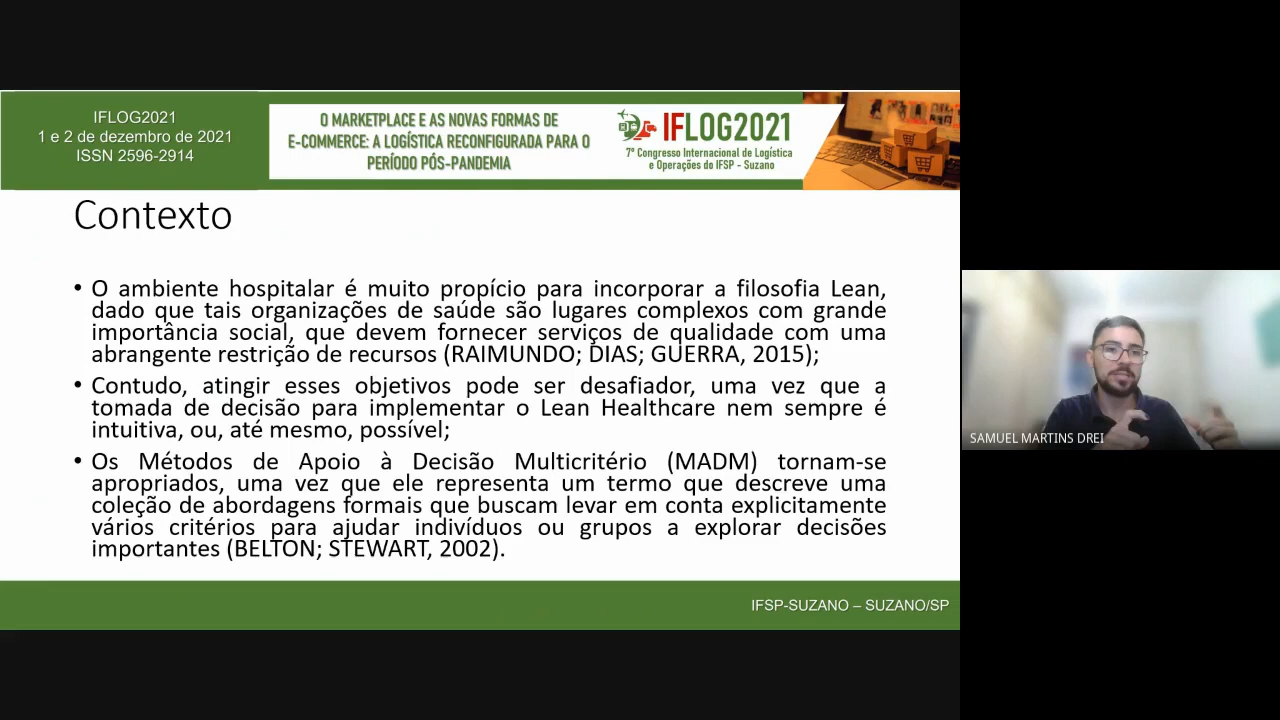 IFLOG2021
1 e 2 de dezembro de 2021
ISSN 2596-2914
O MARKETPLACE E AS NOVAS FORMAS DE
E-COMMERCE: A LOGÍSTICA RECONFIGURADA PARA O
PERÍODO PÓS-PANDEMIA
IFLOG2021
7º Congresso Internacional de Logística
e Operações do IFSP - Suzano
Contexto
• O ambiente hospitalar é muito propício para incorporar a filosofia Lean,
dado que tais organizações de saúde são lugares complexos com grande
importância social, que devem fornecer serviços de qualidade com uma
abrangente restrição de recursos (RAIMUNDO; DIAS; GUERRA, 2015);
• Contudo, atingir esses objetivos pode ser desafiador, uma vez que a
tomada de decisão para implementar o Lean Healthcare nem sempre é
intuitiva, ou, até mesmo, possível;
• Os Métodos de Apoio à Decisão Multicritério (MADM) tornam-se
apropriados, uma vez que ele representa um termo que descreve uma
coleção de abordagens formais que buscam levar em conta explicitamente
vários critérios para ajudar indivíduos ou grupos a explorar decisões
importantes (BELTON; STEWART, 2002).
IFSP-SUZANO – SUZANO/SP
SAMUEL MARTINS DREI